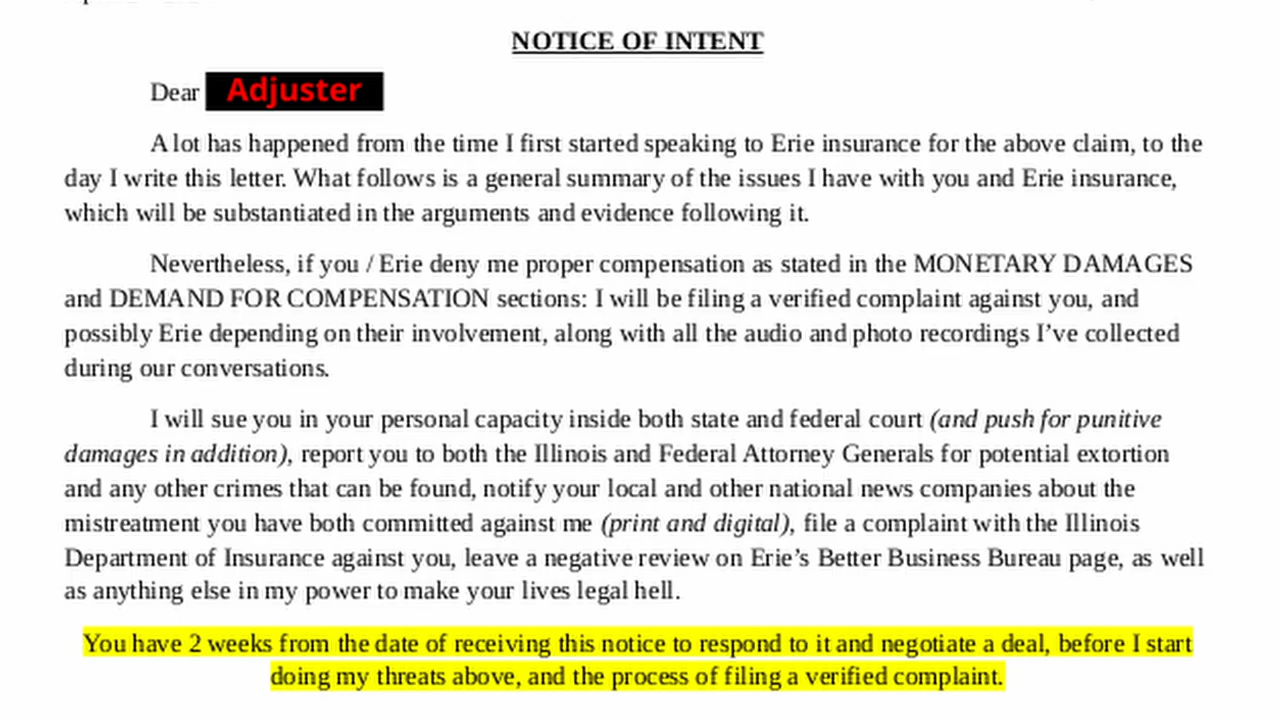 NOTICE OF INTENT
Dear Adjuster
A lot has happened from the time I first started speaking to Erie insurance for the above claim, to the
day I write this letter. What follows is a general summary of the issues I have with you and Erie insurance,
which will be substantiated in the arguments and evidence following it.
Nevertheless, if you / Erie deny me proper compensation as stated in the MONETARY DAMAGES
and DEMAND FOR COMPENSATION sections: I will be filing a verified complaint against you, and
possibly Erie depending on their involvement, along with all the audio and photo recordings I’ve collected
during our conversations.
I will sue you in your personal capacity inside both state and federal court (and push for punitive
damages in addition), report you to both the Illinois and Federal Attorney Generals for potential extortion
and any other crimes that can be found, notify your local and other national news companies about the
mistreatment you have both committed against me (print and digital), file a complaint with the Illinois
Department of Insurance against you, leave a negative review on Erie’s Better Business Bureau page, as well
as anything else in my power to make your lives legal hell.
You have 2 weeks from the date of receiving this notice to respond to it and negotiate a deal, before I start
doing my threats above, and the process of filing a verified complaint.